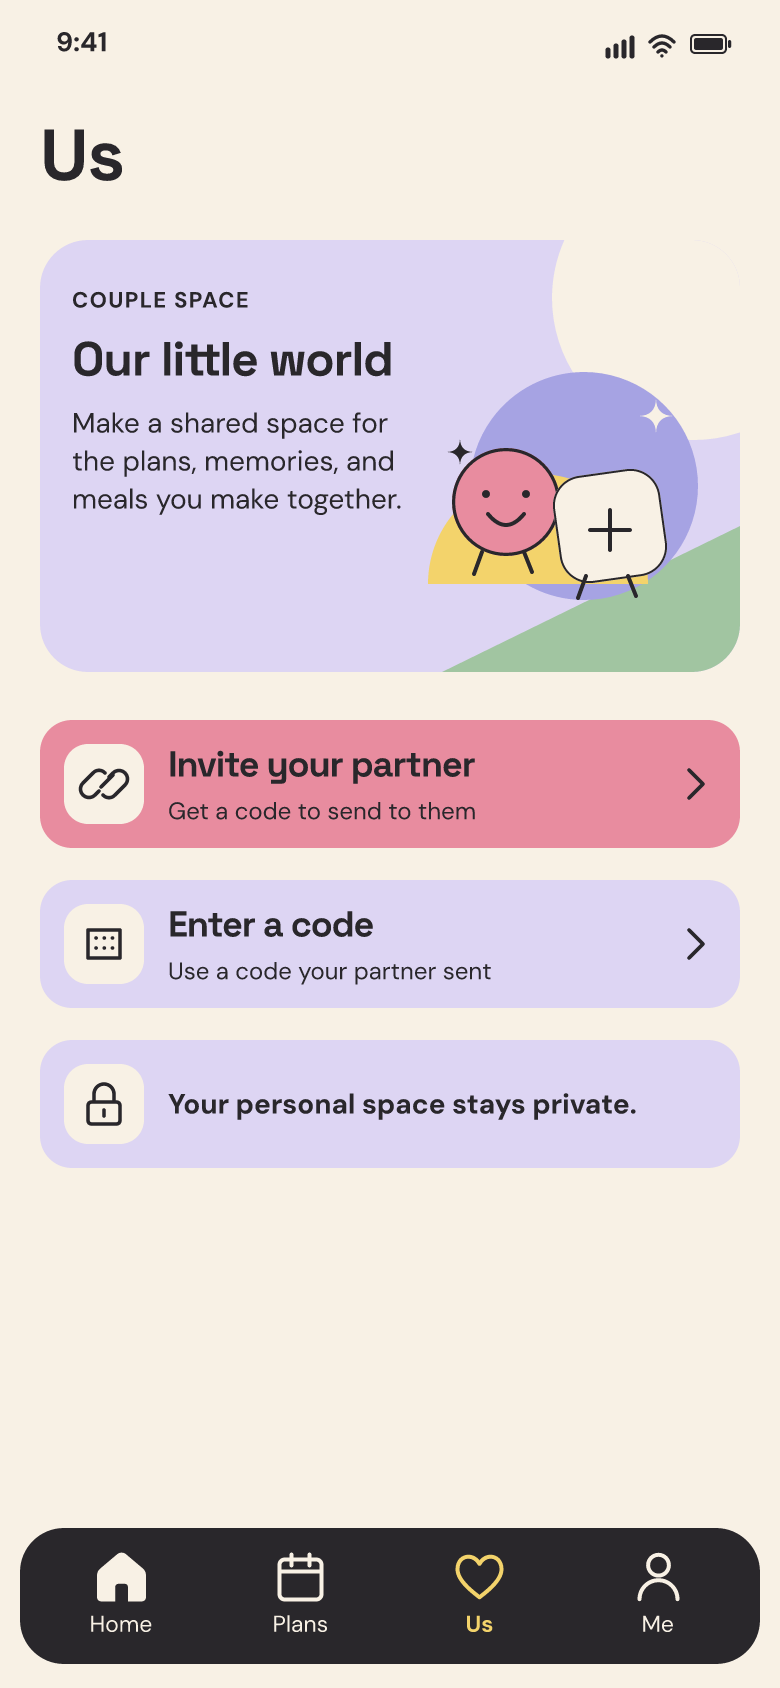 9:41
Us
COUPLE SPACE
Our little world
Make a shared space for
the plans, memories, and
meals you make together.
Invite your partner
Get a code to send to them
Enter a code
Use a code your partner sent
Your personal space stays private.
Home
Plans
Us
Me